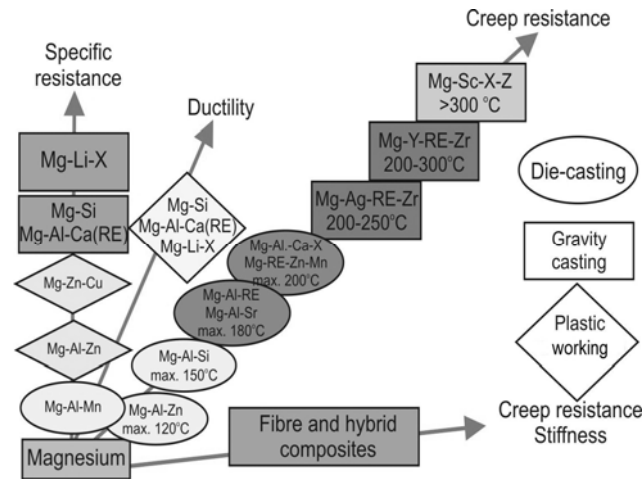 Creep resistance
Specific
resistance
Ductility
Mg-Sc-X-Z
>300 °C
Mg-Li-X
Mg-Y-RE-Zr
200-300°C
Die-casting
Mg-Si
Mg-Al-Ca(RE)
Mg-Si
Mg-Al-Ca(RE)
Mg-Li-X
Mg-Ag-RE-Zr
200-250°C
Gravity
casting
Mg-Zn-Cu
Mg-Al.-Ca-X
Mg-RE-Zn-Mn
max. 200°C
Mg-Al-RE
Mg-Al-Sr
max. 180°C
Plastic
working
Mg-Al-Zn
Mg-Al-Si
max. 150°C
Mg-Al-Mn
Mg-Al-Zn
max. 120°C
Fibre and hybrid
composites
Creep resistance
Stiffness
Magnesium